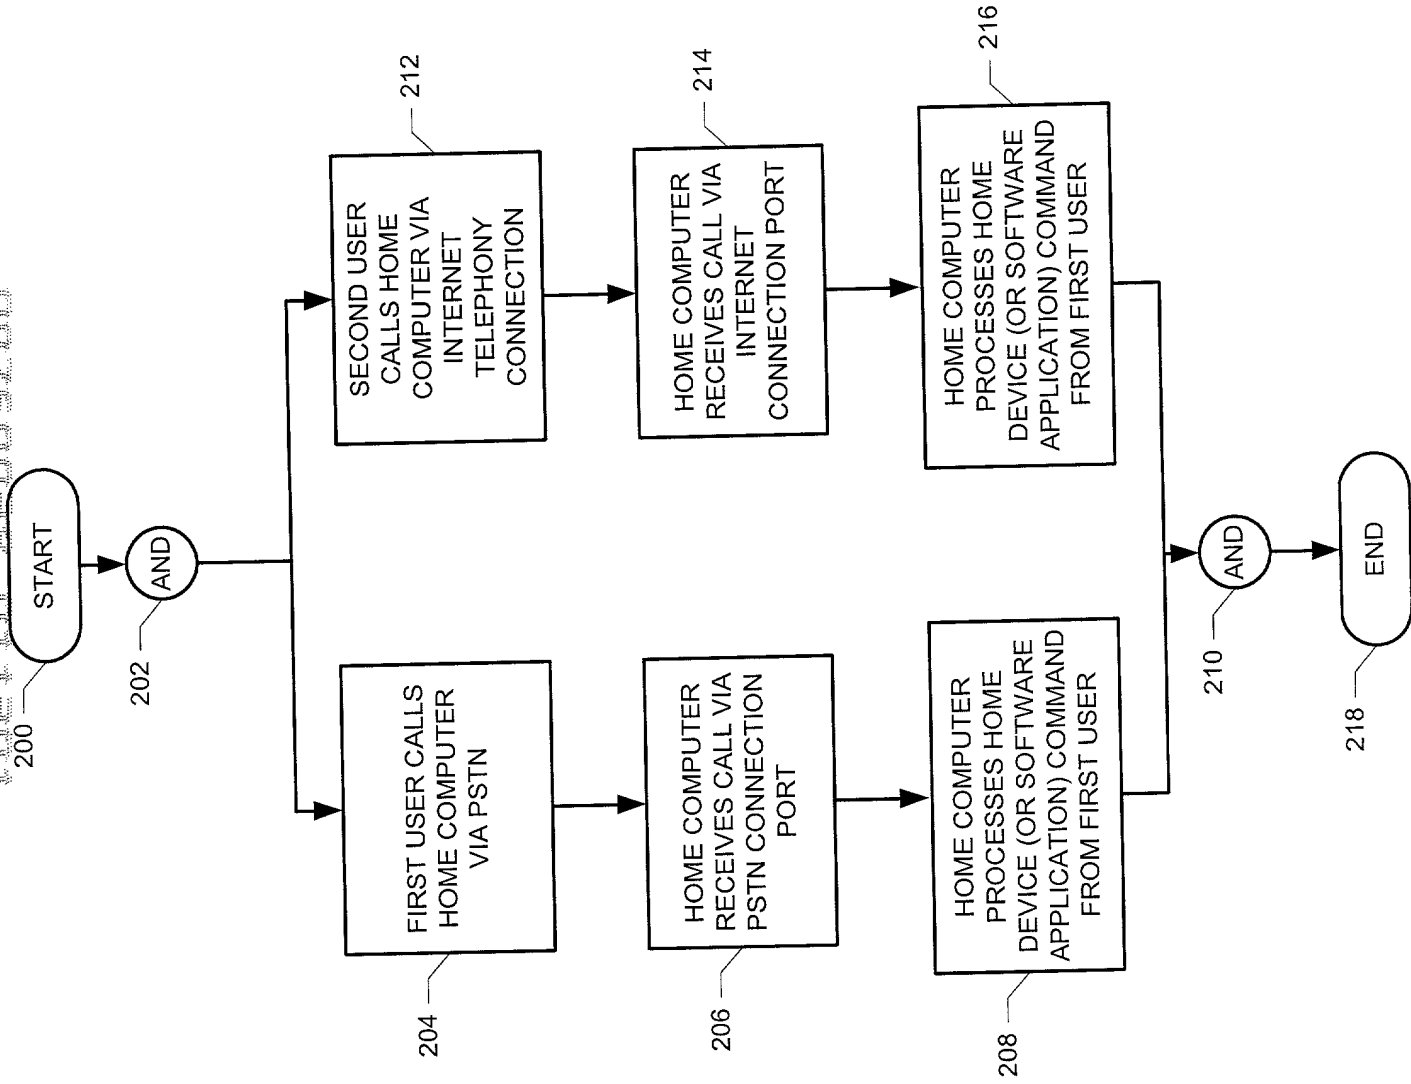 START
200
AND
202
FIRST USER CALLS
HOME COMPUTER
VIA PSTN
204
HOME COMPUTER
RECEIVES CALL VIA
PSTN CONNECTION
PORT
206
HOME COMPUTER
PROCESSES HOME
DEVICE (OR SOFTWARE
APPLICATION) COMMAND
FROM FIRST USER
208
SECOND USER
CALLS HOME
COMPUTER VIA
INTERNET
TELEPHONY
CONNECTION
212
HOME COMPUTER
RECEIVES CALL VIA
INTERNET
CONNECTION PORT
214
HOME COMPUTER
PROCESSES HOME
DEVICE (OR SOFTWARE
APPLICATION) COMMAND
FROM FIRST USER
216
AND
210
END
218